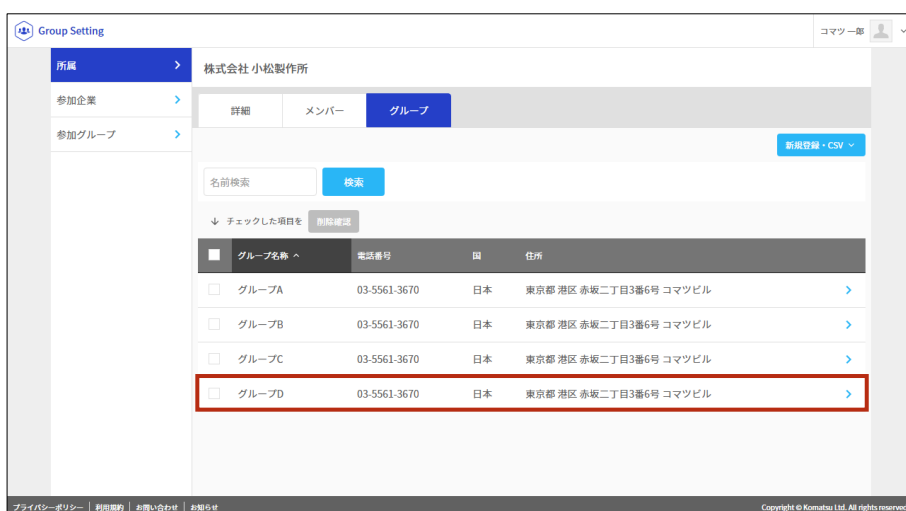 Group Setting
コマツ 一郎
所属
株式会社 小松製作所
参加企業
詳細 メンバー グループ
参加グループ
新規登録・CSV
名前検索 検索
チェックした項目を 削除確認
グループ名称 電話番号 国 住所
グループA 03-5561-3670 日本 東京都 港区 赤坂二丁目3番6号 コマツビル
グループB 03-5561-3670 日本 東京都 港区 赤坂二丁目3番6号 コマツビル
グループC 03-5561-3670 日本 東京都 港区 赤坂二丁目3番6号 コマツビル
グループD 03-5561-3670 日本 東京都 港区 赤坂二丁目3番6号 コマツビル
プライバシーポリシー 利用規約 お問い合わせ お知らせ Copyright © Komatsu Ltd. All rights reserved